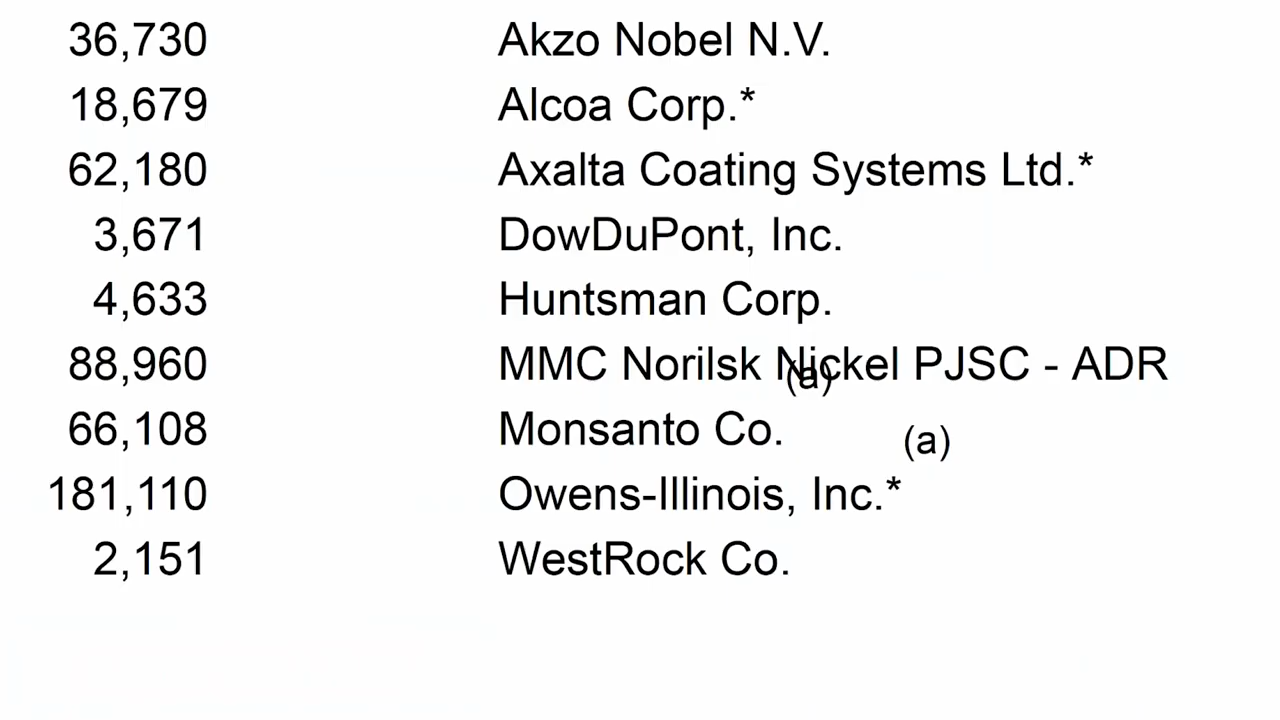 36,730 Akzo Nobel N.V.
18,679 Alcoa Corp.*
62,180 Axalta Coating Systems Ltd.*
3,671 DowDuPont, Inc.
4,633 Huntsman Corp.
88,960 MMC Norilsk Nickel PJSC - ADR
(a)
66,108 Monsanto Co.
(a)
181,110 Owens-Illinois, Inc.*
2,151 WestRock Co.